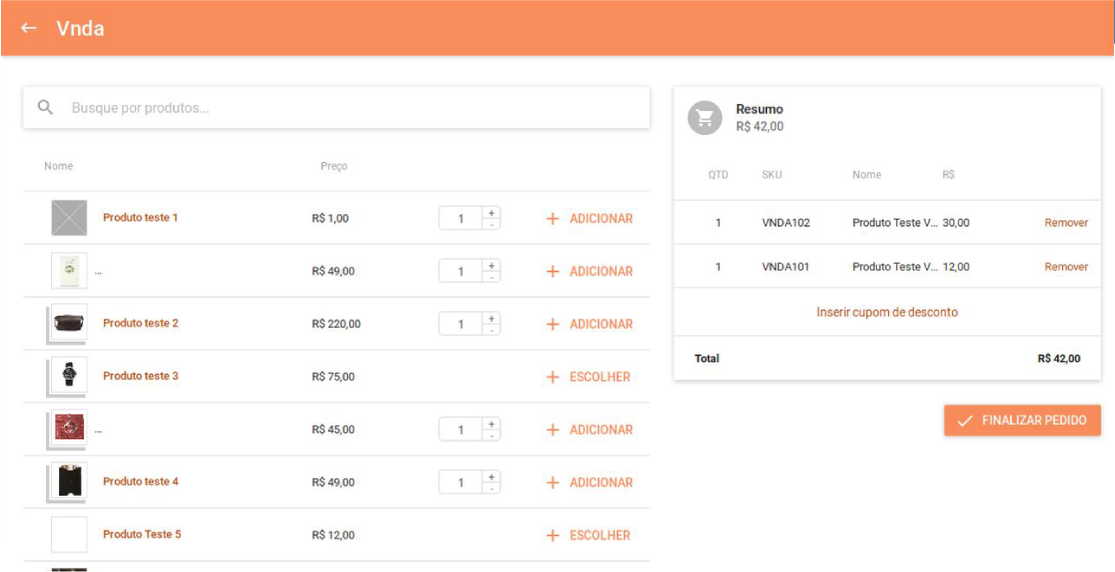 ← Vnda
Busque por produtos...
Nome Preço
Produto teste 1 R$ 1,00 1 + - + ADICIONAR
... R$ 49,00 1 + - + ADICIONAR
Produto teste 2 R$ 220,00 1 + - + ADICIONAR
Produto teste 3 R$ 75,00 + ESCOLHER
... R$ 45,00 1 + - + ADICIONAR
Produto teste 4 R$ 49,00 1 + - + ADICIONAR
Produto Teste 5 R$ 12,00 + ESCOLHER
Resumo
R$ 42,00
QTD SKU Nome R$
1 VNDA102 Produto Teste V... 30,00 Remover
1 VNDA101 Produto Teste V... 12,00 Remover
Inserir cupom de desconto
Total R$ 42,00
FINALIZAR PEDIDO